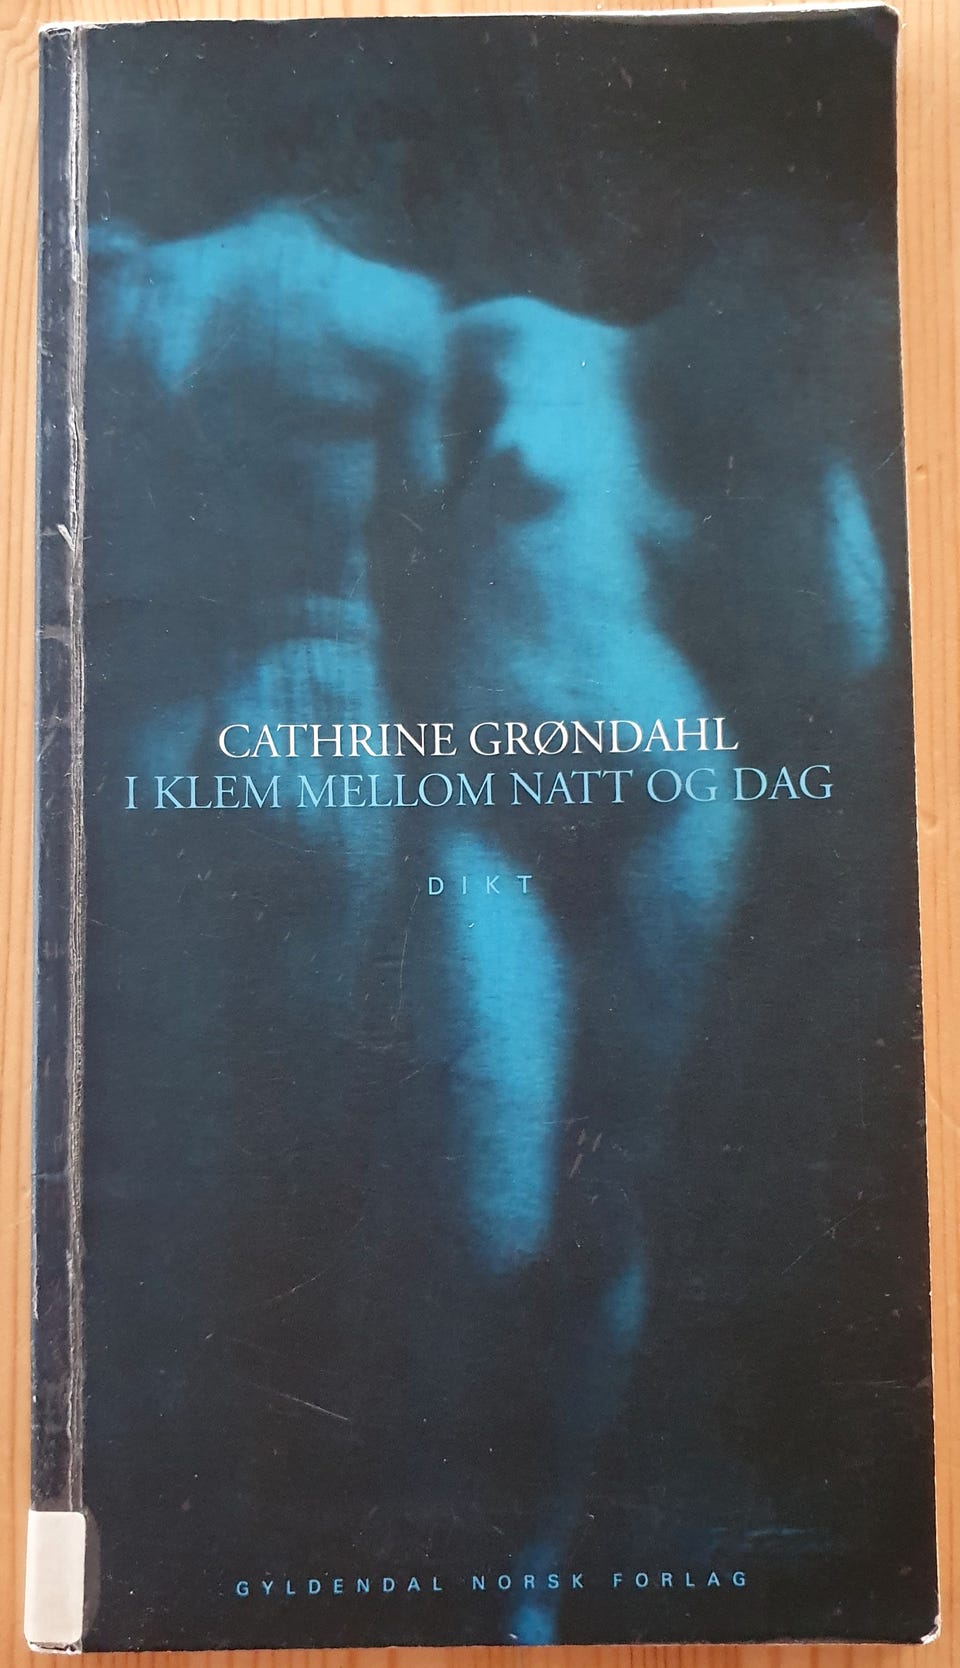 CATHRINE GRØNDAHL
I KLEM MELLOM NATT OG DAG
DIKT
GYLDENDAL NORSK FORLAG